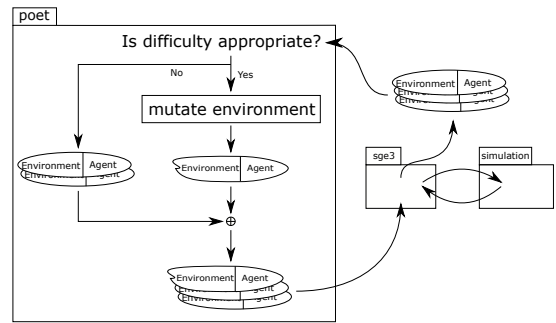 poet
Is difficulty appropriate?
No
Yes
mutate environment
Environment Agent
Environment Agent
Environment Agent
⊕
Environment Agent
sge3
simulation
Environment Agent